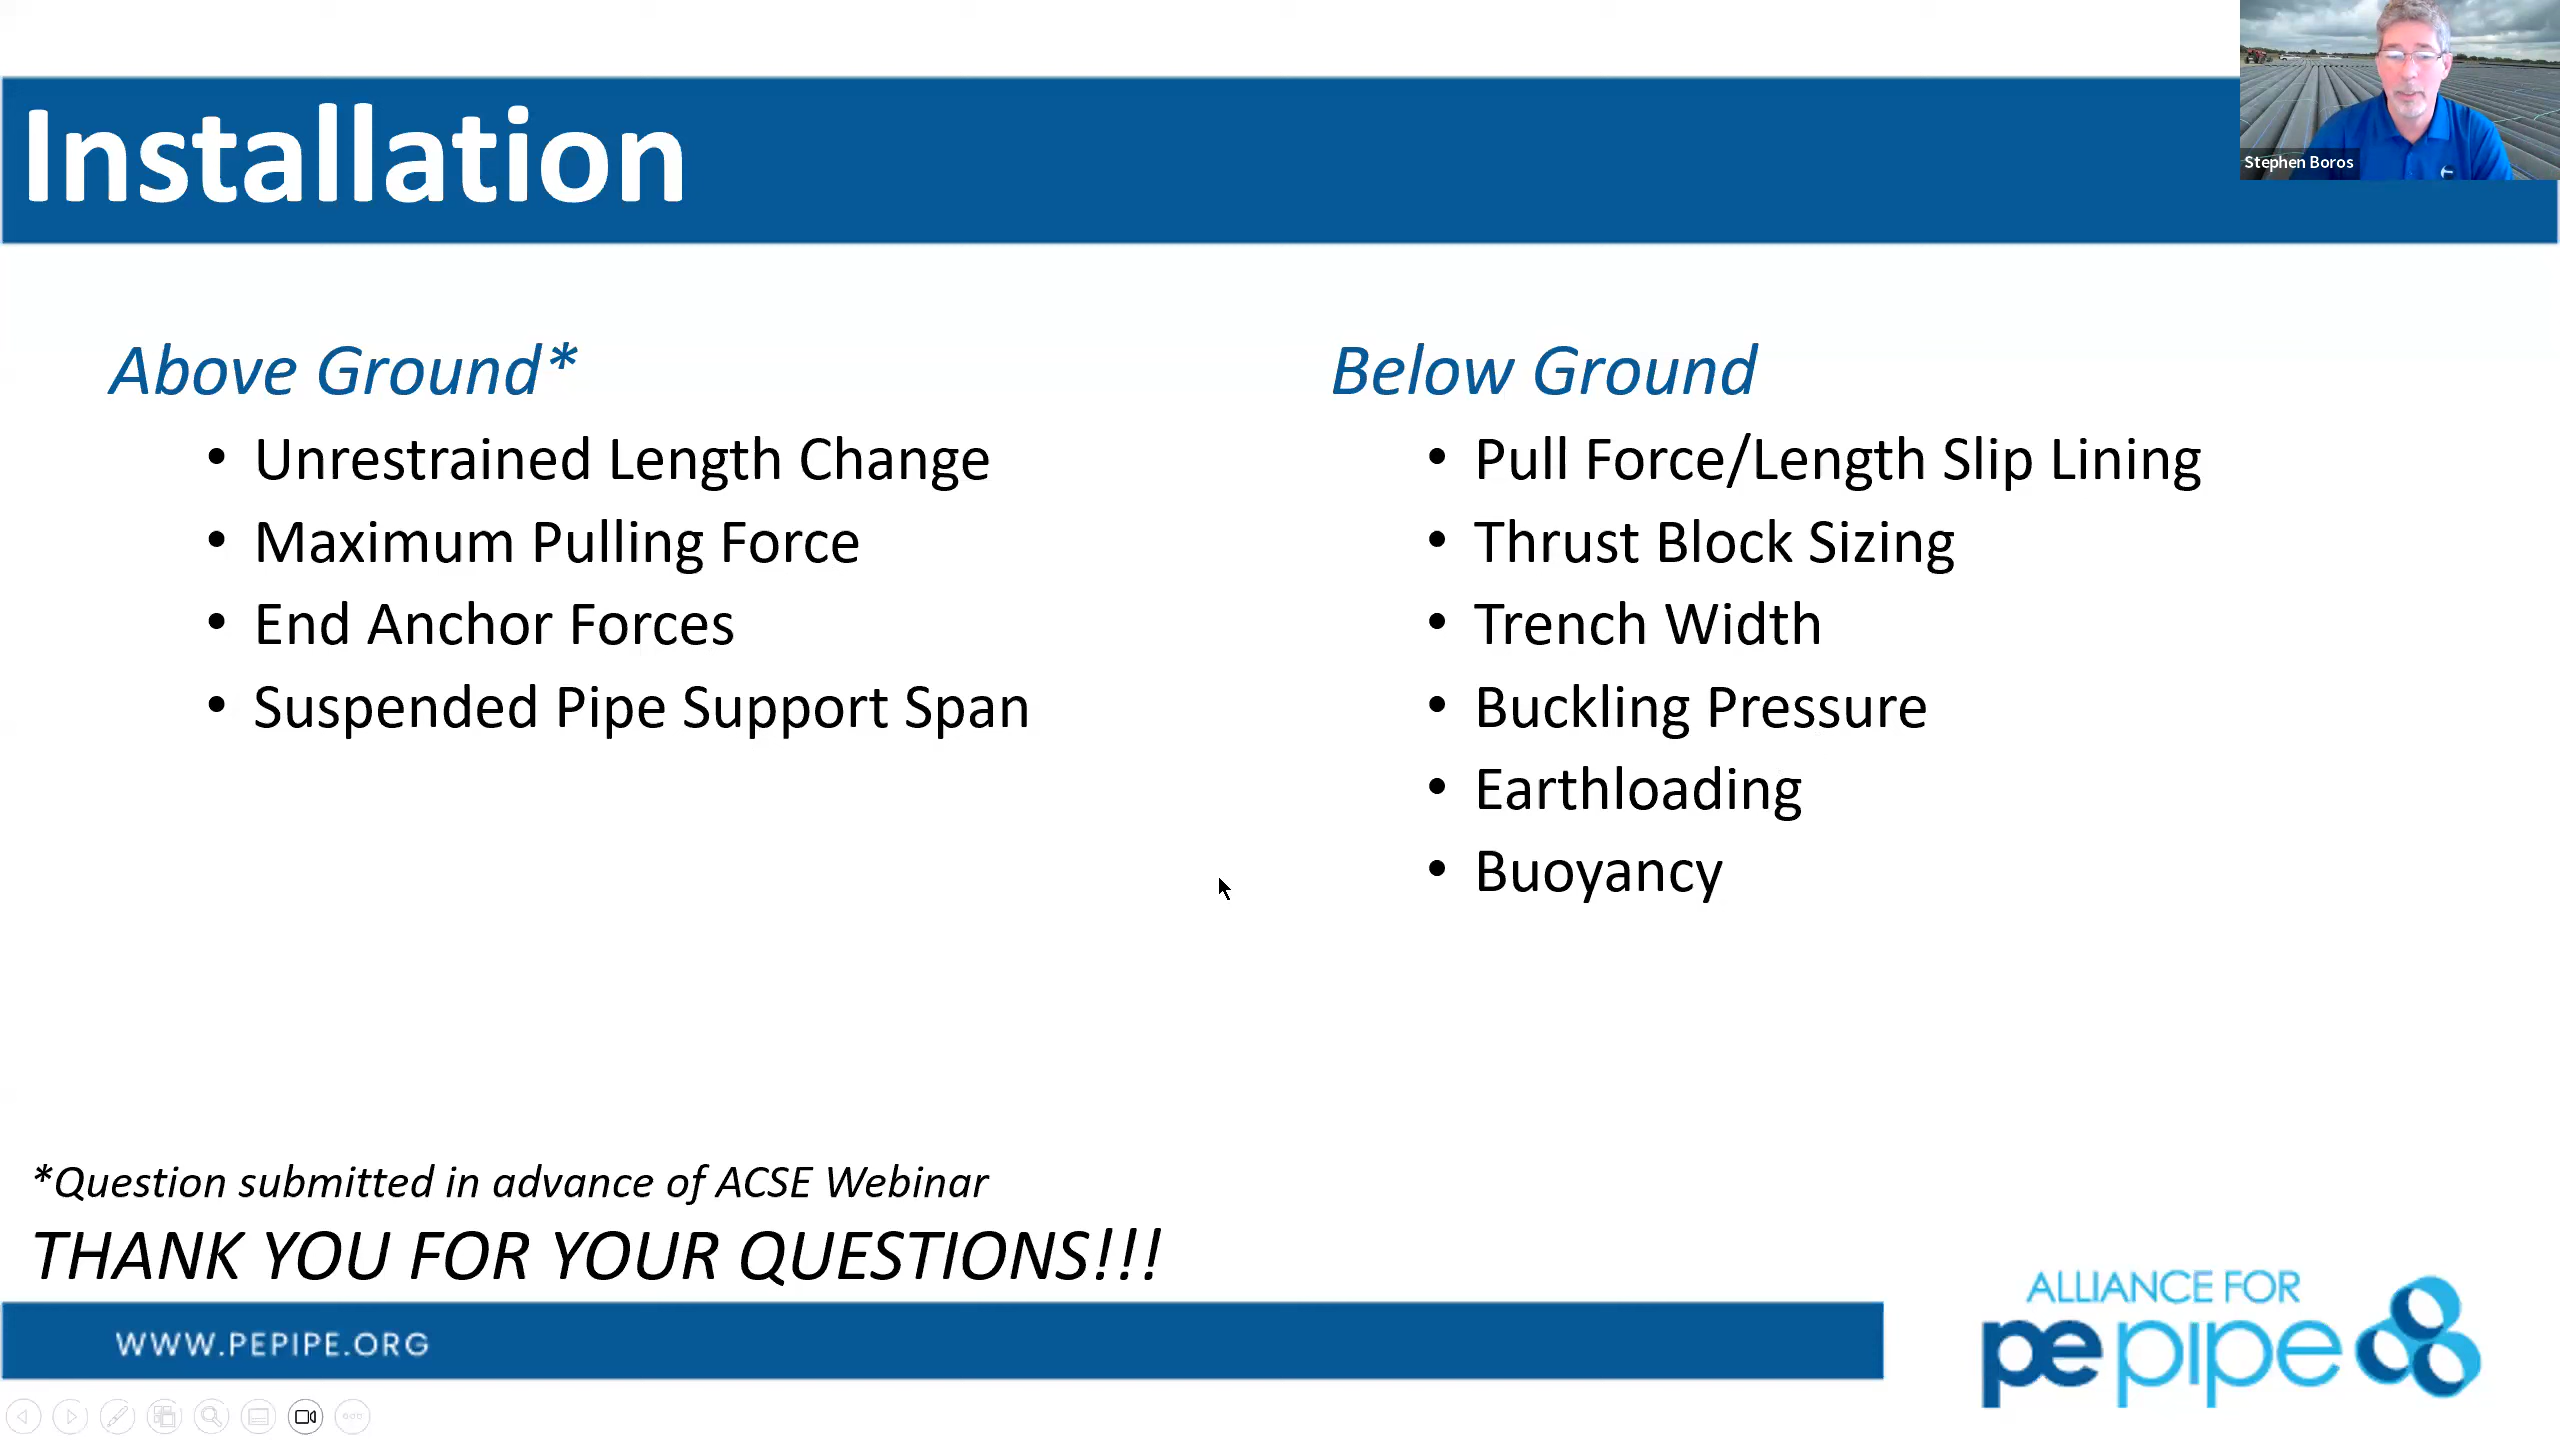 Installation
Stephen Boros
Above Ground*
• Unrestrained Length Change
• Maximum Pulling Force
• End Anchor Forces
• Suspended Pipe Support Span
Below Ground
• Pull Force/Length Slip Lining
• Thrust Block Sizing
• Trench Width
• Buckling Pressure
• Earthloading
• Buoyancy
*Question submitted in advance of ACSE Webinar
THANK YOU FOR YOUR QUESTIONS!!!
WWW.PEPIPE.ORG
ALLIANCE FOR
pepipe